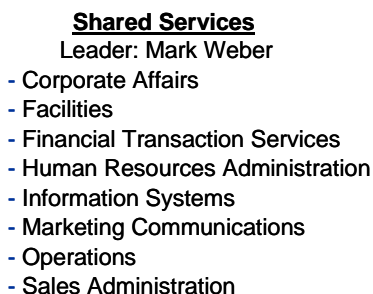 Shared Services
Leader: Mark Weber
- Corporate Affairs
- Facilities
- Financial Transaction Services
- Human Resources Administration
- Information Systems
- Marketing Communications
- Operations
- Sales Administration